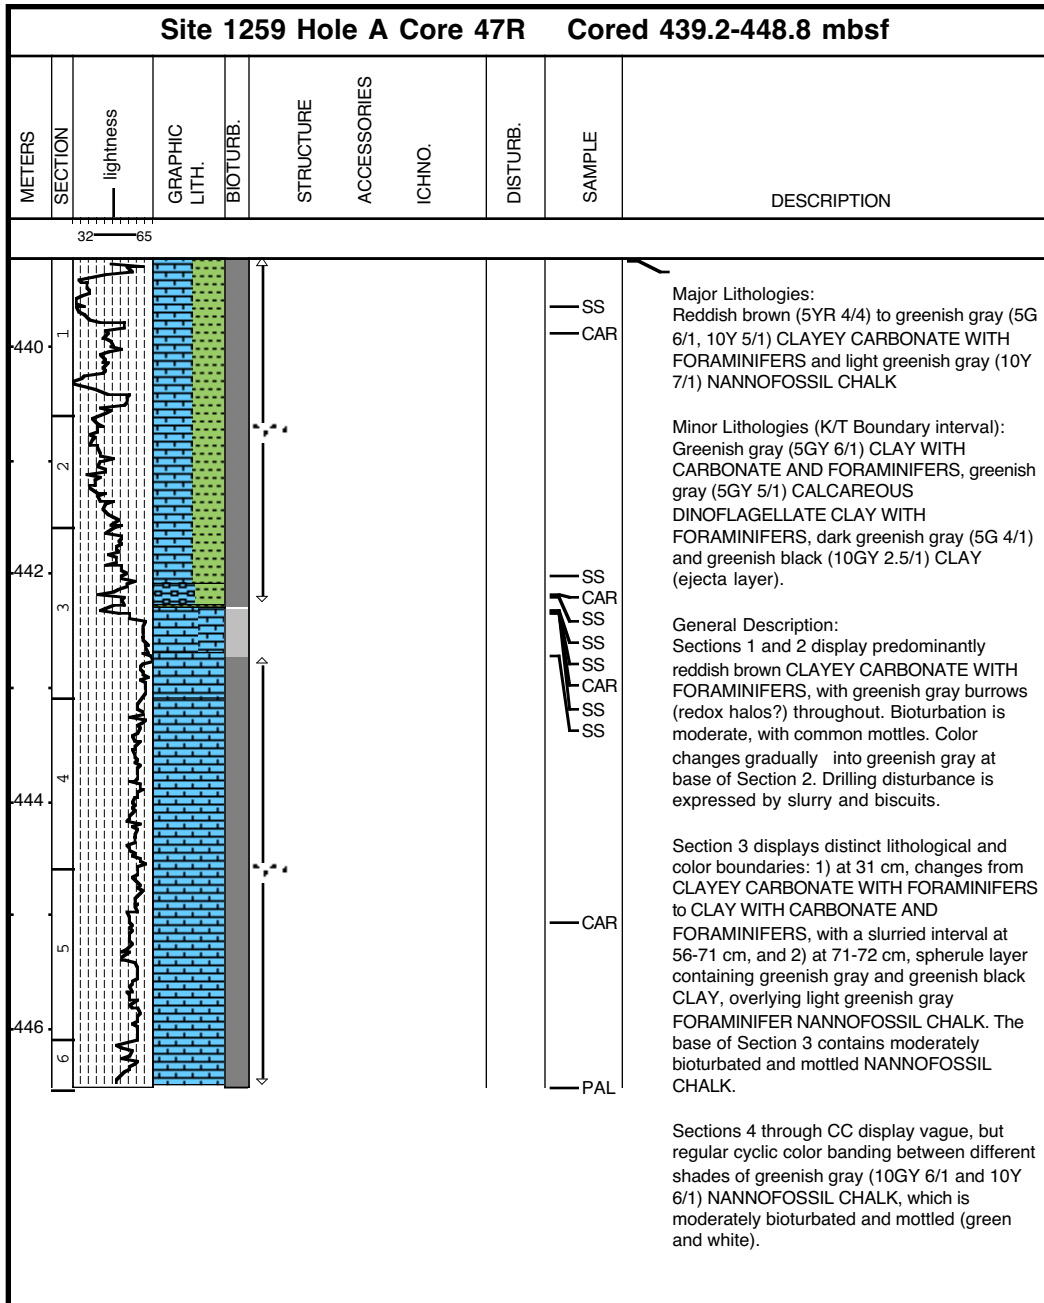 Site 1259 Hole A Core 47R Cored 439.2-448.8 mbsf
METERS
SECTION
lightness
GRAPHIC
LITH.
BIOTURB.
STRUCTURE
ACCESSORIES
ICHNO.
DISTURB.
SAMPLE
DESCRIPTION
32 65
440
442
444
446
1
2
3
4
5
6
SS
CAR
SS
CAR
SS
SS
SS
CAR
SS
SS
CAR
PAL
Major Lithologies:
Reddish brown (5YR 4/4) to greenish gray (5G
6/1, 10Y 5/1) CLAYEY CARBONATE WITH
FORAMINIFERS and light greenish gray (10Y
7/1) NANNOFOSSIL CHALK
Minor Lithologies (K/T Boundary interval):
Greenish gray (5GY 6/1) CLAY WITH
CARBONATE AND FORAMINIFERS, greenish
gray (5GY 5/1) CALCAREOUS
DINOFLAGELLATE CLAY WITH
FORAMINIFERS, dark greenish gray (5G 4/1)
and greenish black (10GY 2.5/1) CLAY
(ejecta layer).
General Description:
Sections 1 and 2 display predominantly
reddish brown CLAYEY CARBONATE WITH
FORAMINIFERS, with greenish gray burrows
(redox halos?) throughout. Bioturbation is
moderate, with common mottles. Color
changes gradually into greenish gray at
base of Section 2. Drilling disturbance is
expressed by slurry and biscuits.
Section 3 displays distinct lithological and
color boundaries: 1) at 31 cm, changes from
CLAYEY CARBONATE WITH FORAMINIFERS
to CLAY WITH CARBONATE AND
FORAMINIFERS, with a slurried interval at
56-71 cm, and 2) at 71-72 cm, spherule layer
containing greenish gray and greenish black
CLAY, overlying light greenish gray
FORAMINIFER NANNOFOSSIL CHALK. The
base of Section 3 contains moderately
bioturbated and mottled NANNOFOSSIL
CHALK.
Sections 4 through CC display vague, but
regular cyclic color banding between different
shades of greenish gray (10GY 6/1 and 10Y
6/1) NANNOFOSSIL CHALK, which is
moderately bioturbated and mottled (green
and white).